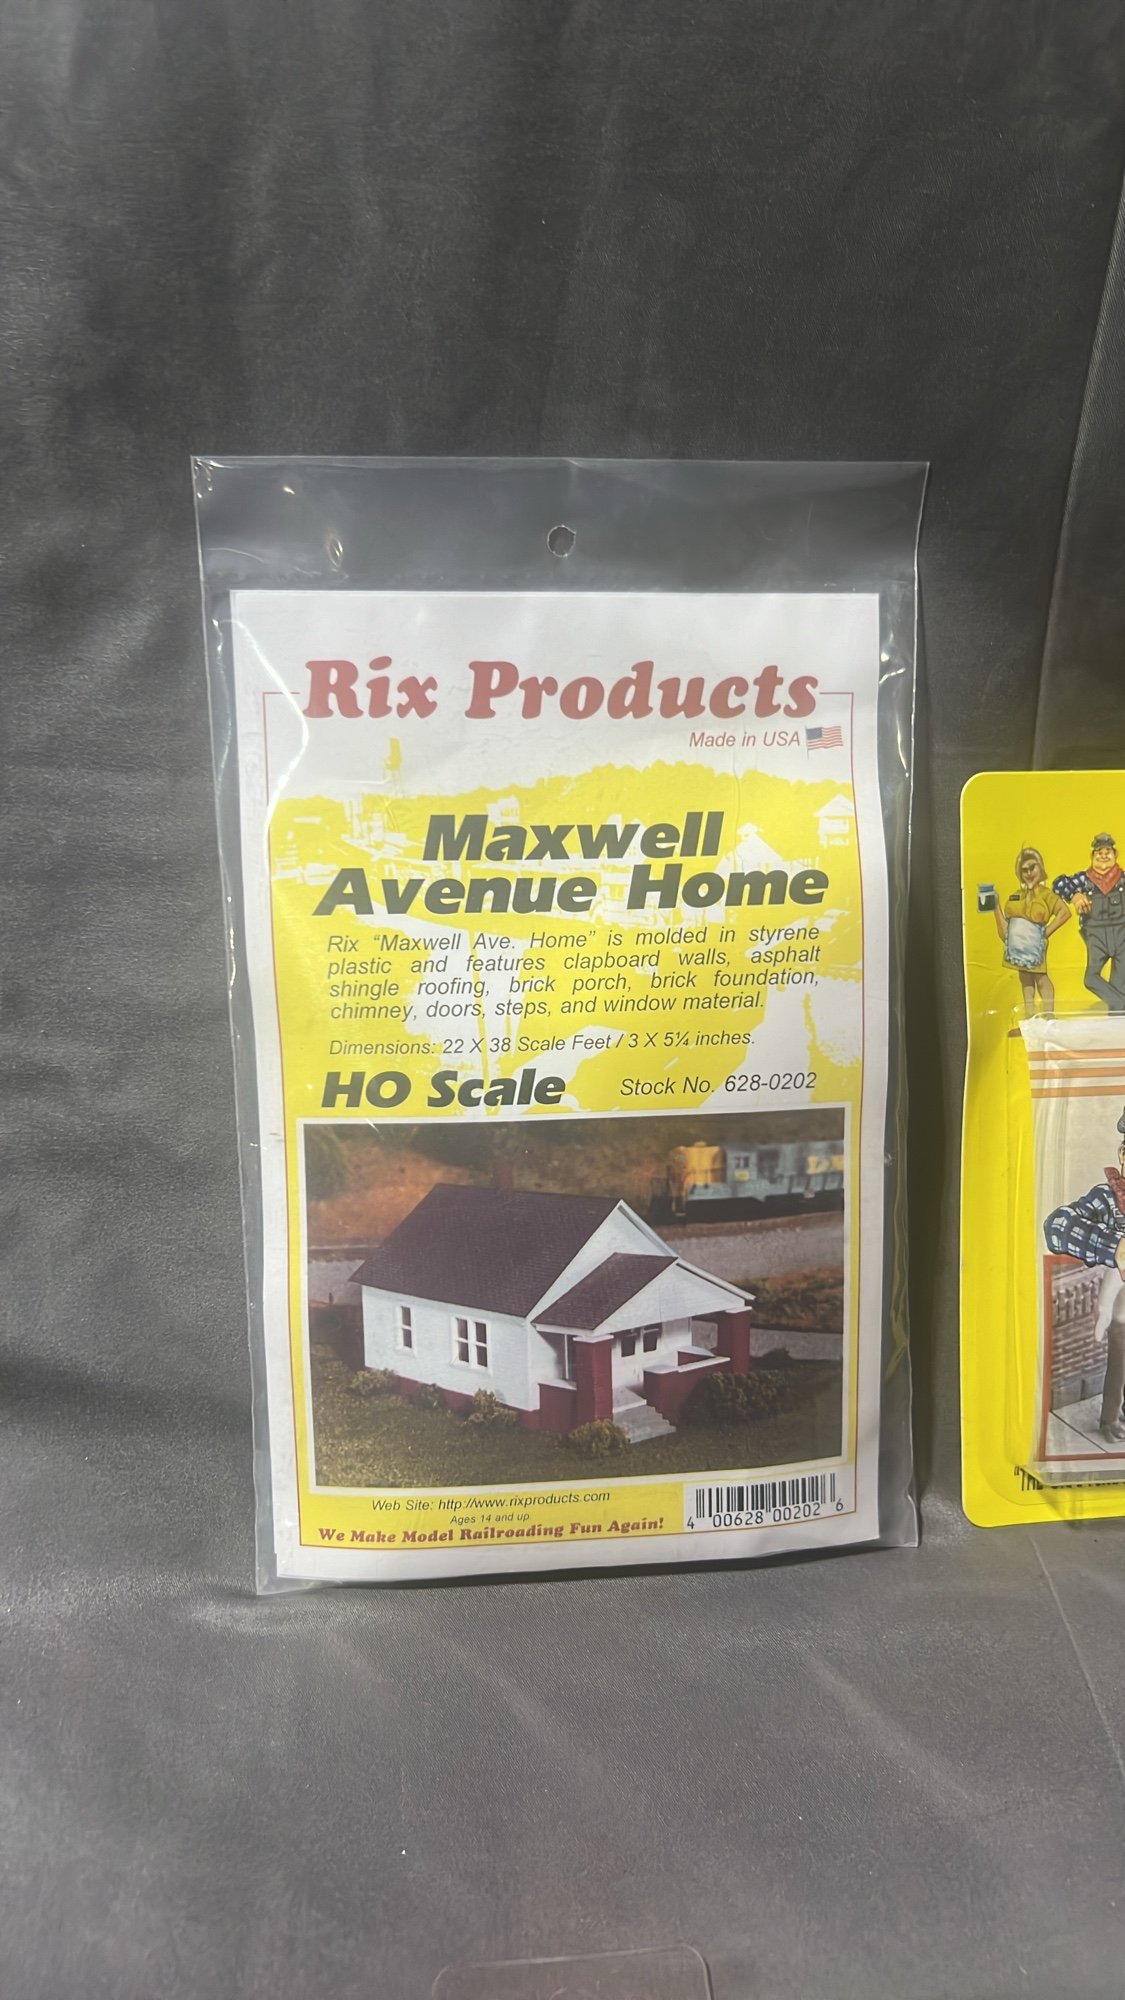 Rix Products
Made in USA
Maxwell
Avenue Home
Rix "Maxwell Ave. Home" is molded in styrene
plastic and features clapboard walls, asphalt
shingle roofing, brick porch, brick foundation,
chimney, doors, steps, and window material.
Dimensions: 22 X 38 Scale Feet / 3 X 5¼ inches.
HO Scale
Stock No. 628-0202
Web Site: http://www.rixproducts.com
Ages 14 and up
We Make Model Railroading Fun Again!
4 00628 00202 6